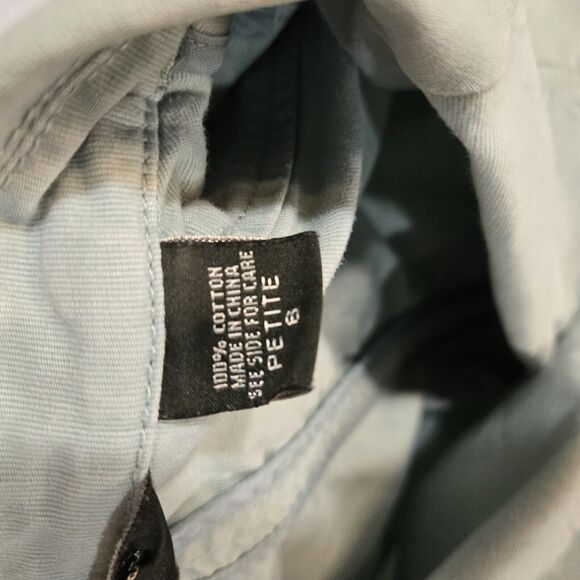 100% COTTON
MADE IN CHINA
SEE SIDE FOR CARE
PETITE
6